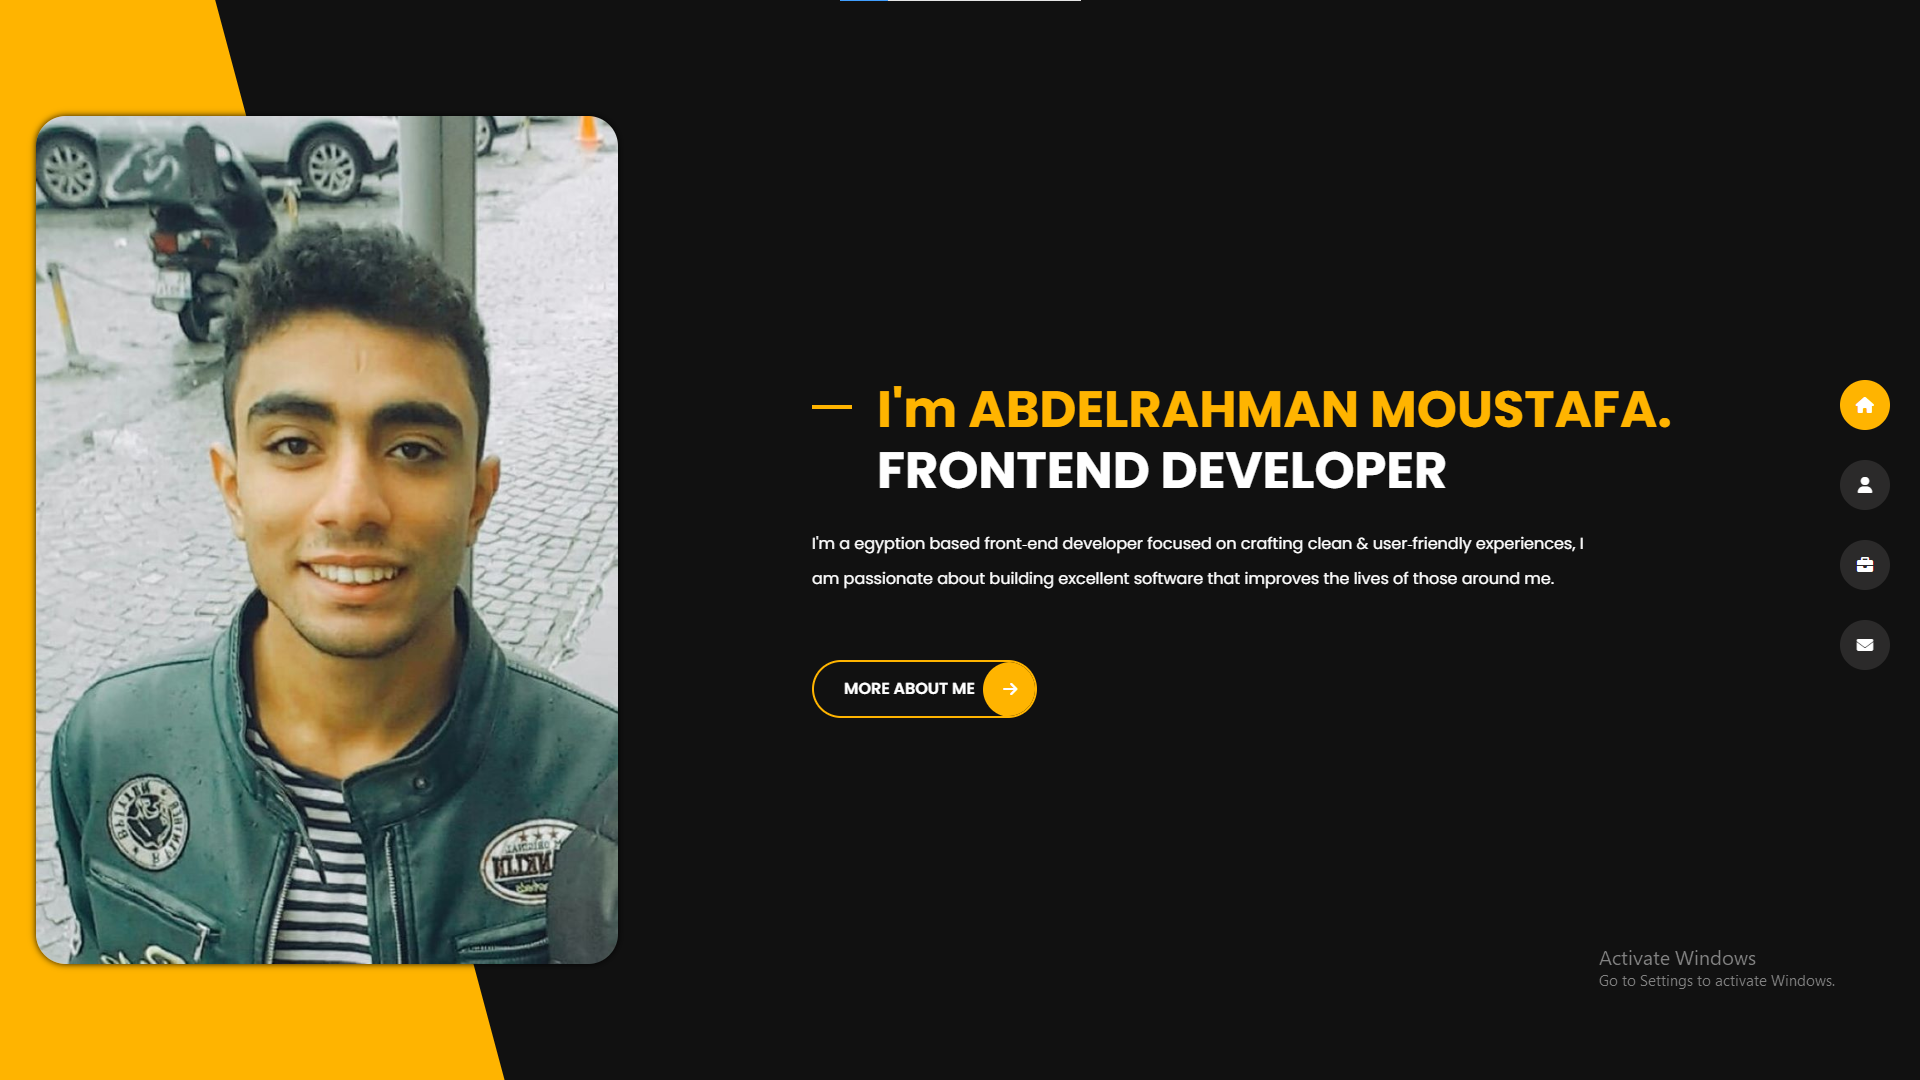 I'm ABDELRAHMAN MOUSTAFA.
FRONTEND DEVELOPER
I'm a egyption based front-end developer focused on crafting clean & user-friendly experiences, I
am passionate about building excellent software that improves the lives of those around me.
MORE ABOUT ME
Activate Windows
Go to Settings to activate Windows.